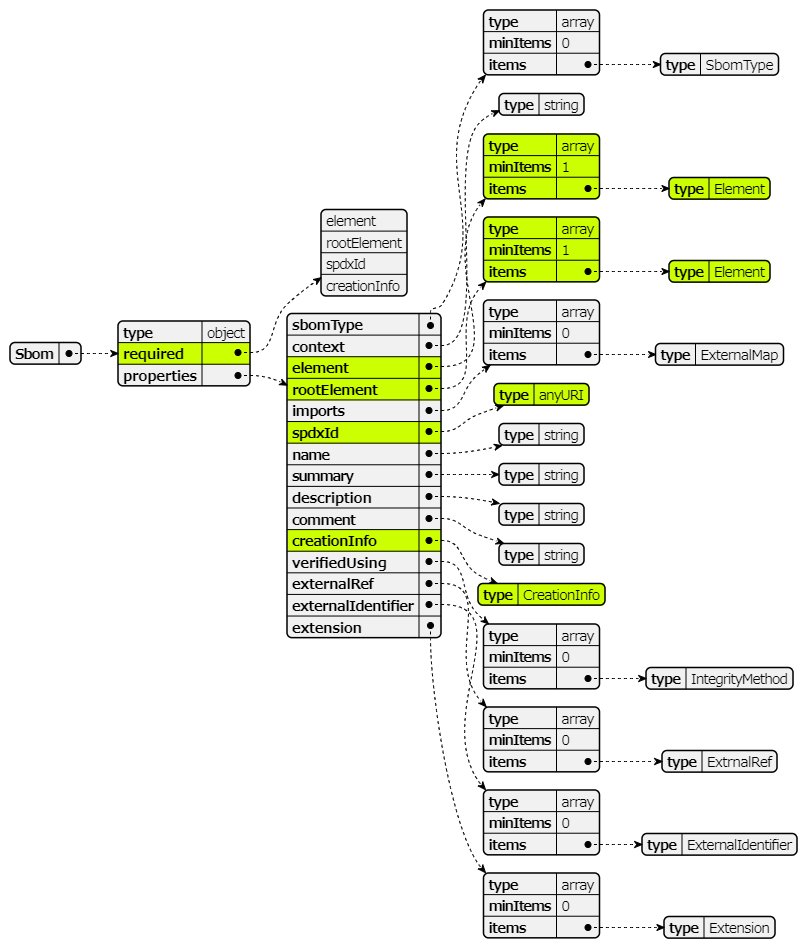 Sbom
type object
required
properties
element
rootElement
spdxId
creationInfo
sbomType
context
element
rootElement
imports
spdxId
name
summary
description
comment
creationInfo
verifiedUsing
externalRef
externalIdentifier
extension
type array
minItems 0
items
type SbomType
type string
type array
minItems 1
items
type Element
type array
minItems 1
items
type Element
type array
minItems 0
items
type ExternalMap
type anyURI
type string
type string
type string
type string
type CreationInfo
type array
minItems 0
items
type IntegrityMethod
type array
minItems 0
items
type ExtrnalRef
type array
minItems 0
items
type ExternalIdentifier
type array
minItems 0
items
type Extension